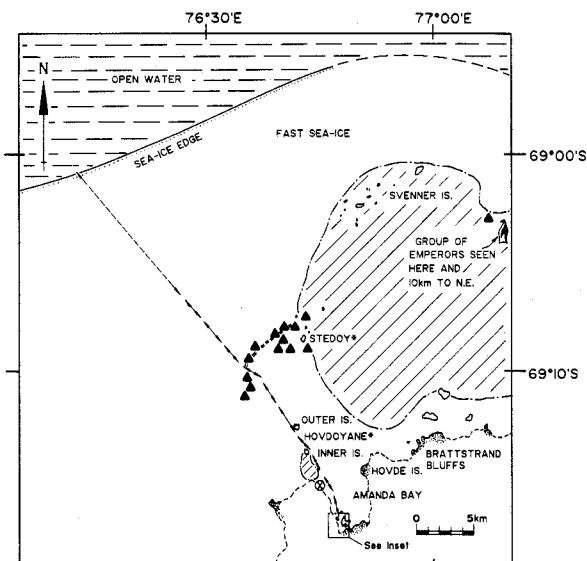 76°30'E
77°00'E
N
OPEN WATER
SEA-ICE EDGE
FAST SEA-ICE
69°00'S
SVENNER IS.
GROUP OF
EMPERORS SEEN
HERE AND
10km TO N.E.
STEDOY*
69°10'S
OUTER IS.
HOVDOYANE*
INNER IS.
BRATTSTRAND
BLUFFS
HOVDE IS.
AMANDA BAY
0 5km
See Inset